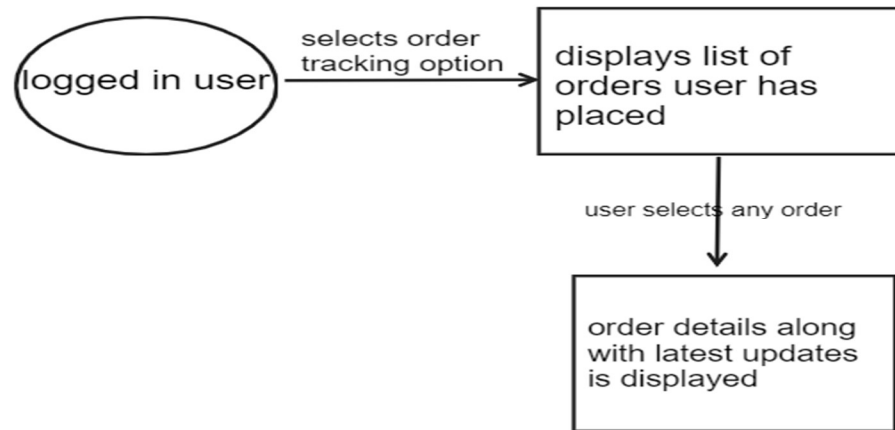 logged in user
selects order
tracking option
displays list of
orders user has
placed
user selects any order
order details along
with latest updates
is displayed